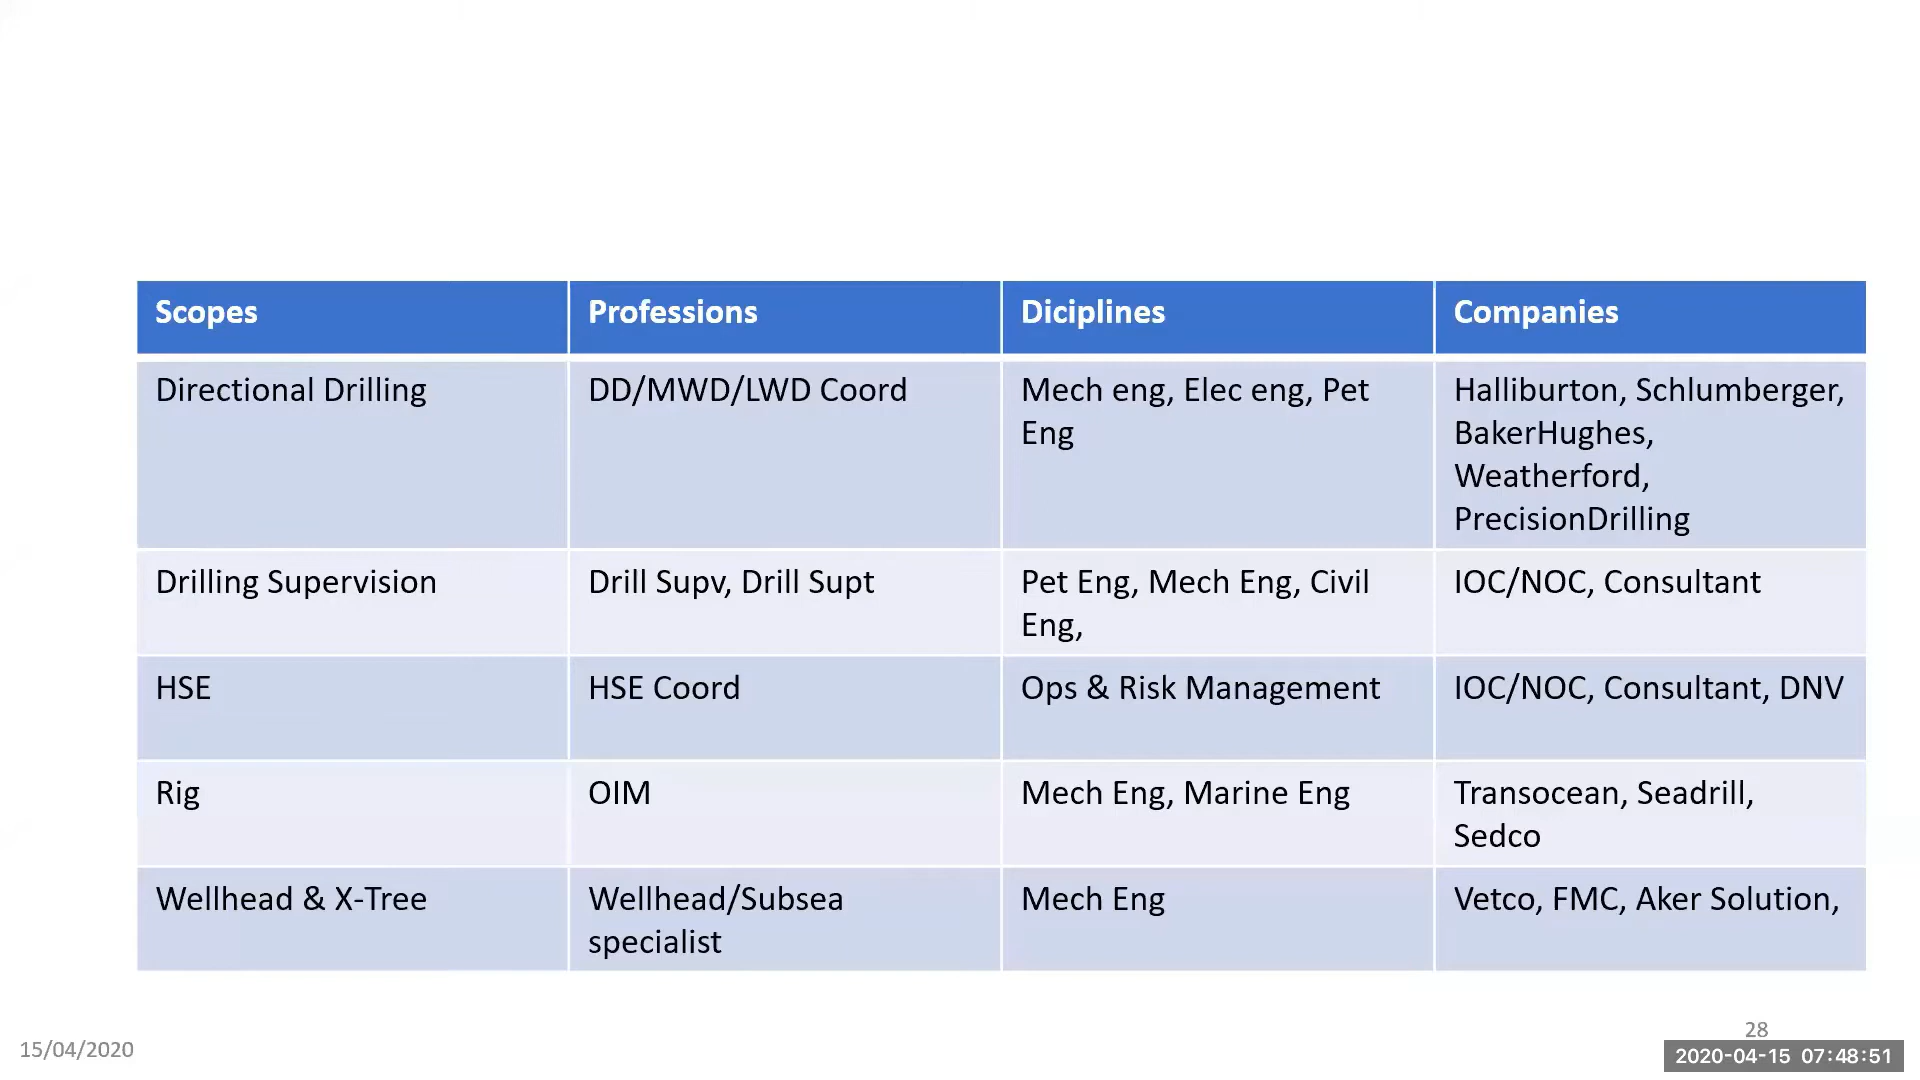 Scopes
Professions
Diciplines
Companies
Directional Drilling
DD/MWD/LWD Coord
Mech eng, Elec eng, Pet
Eng
Halliburton, Schlumberger,
BakerHughes,
Weatherford,
PrecisionDrilling
Drilling Supervision
Drill Supv, Drill Supt
Pet Eng, Mech Eng, Civil
Eng,
IOC/NOC, Consultant
HSE
HSE Coord
Ops & Risk Management
IOC/NOC, Consultant, DNV
Rig
OIM
Mech Eng, Marine Eng
Transocean, Seadrill,
Sedco
Wellhead & X-Tree
Wellhead/Subsea
specialist
Mech Eng
Vetco, FMC, Aker Solution,
15/04/2020
28
2020-04-15 07:48:51